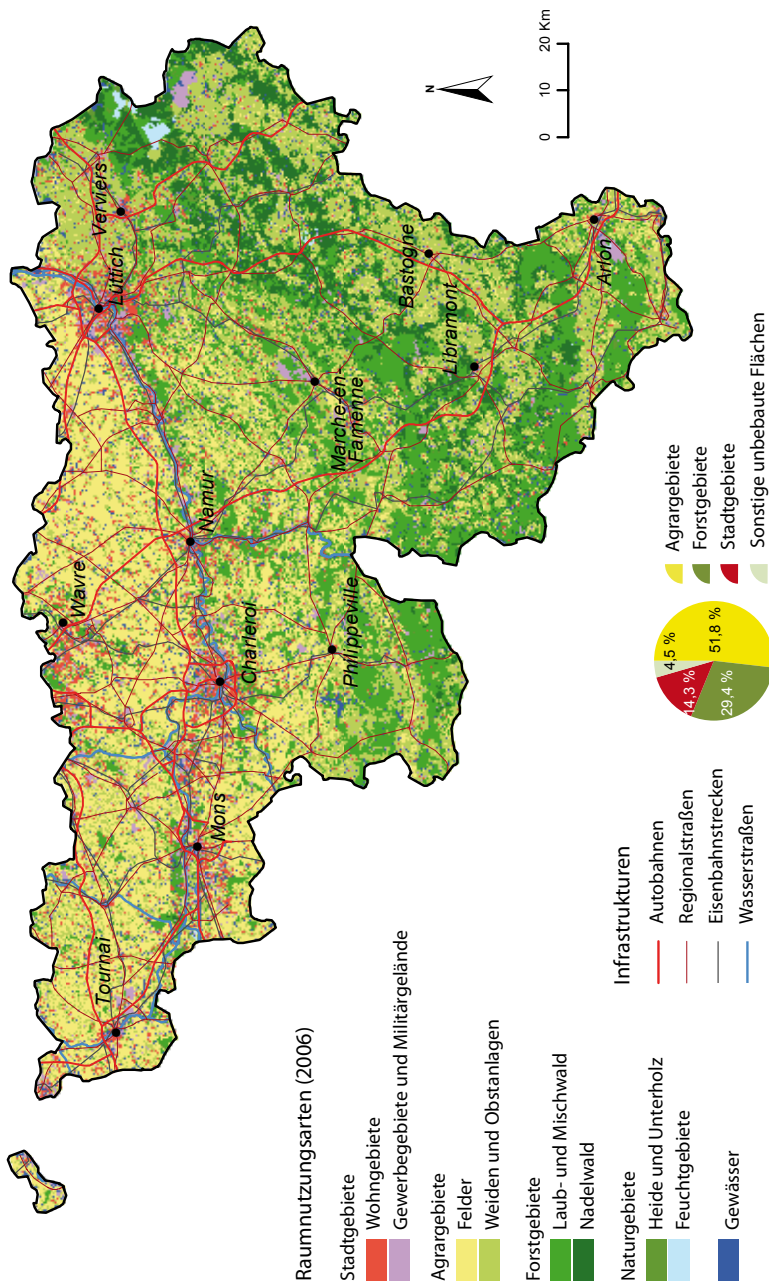 Tournai
Mons
Wavre
Charleroi
Namur
Philippeville
Lüttich
Verviers
Marche-en-
Famenne
Bastogne
Libramont
Arlon
N
0 10 20 Km
Raumnutzungsarten (2006)
Stadtgebiete
Wohngebiete
Gewerbegebiete und Militärgelände
Agrargebiete
Felder
Weiden und Obstanlagen
Forstgebiete
Laub- und Mischwald
Nadelwald
Naturgebiete
Heide und Unterholz
Feuchtgebiete
Gewässer
Infrastrukturen
Autobahnen
Regionalstraßen
Eisenbahnstrecken
Wasserstraßen
4,5 %
14,3 %
51,8 %
29,4 %
Agrargebiete
Forstgebiete
Stadtgebiete
Sonstige unbebaute Flächen